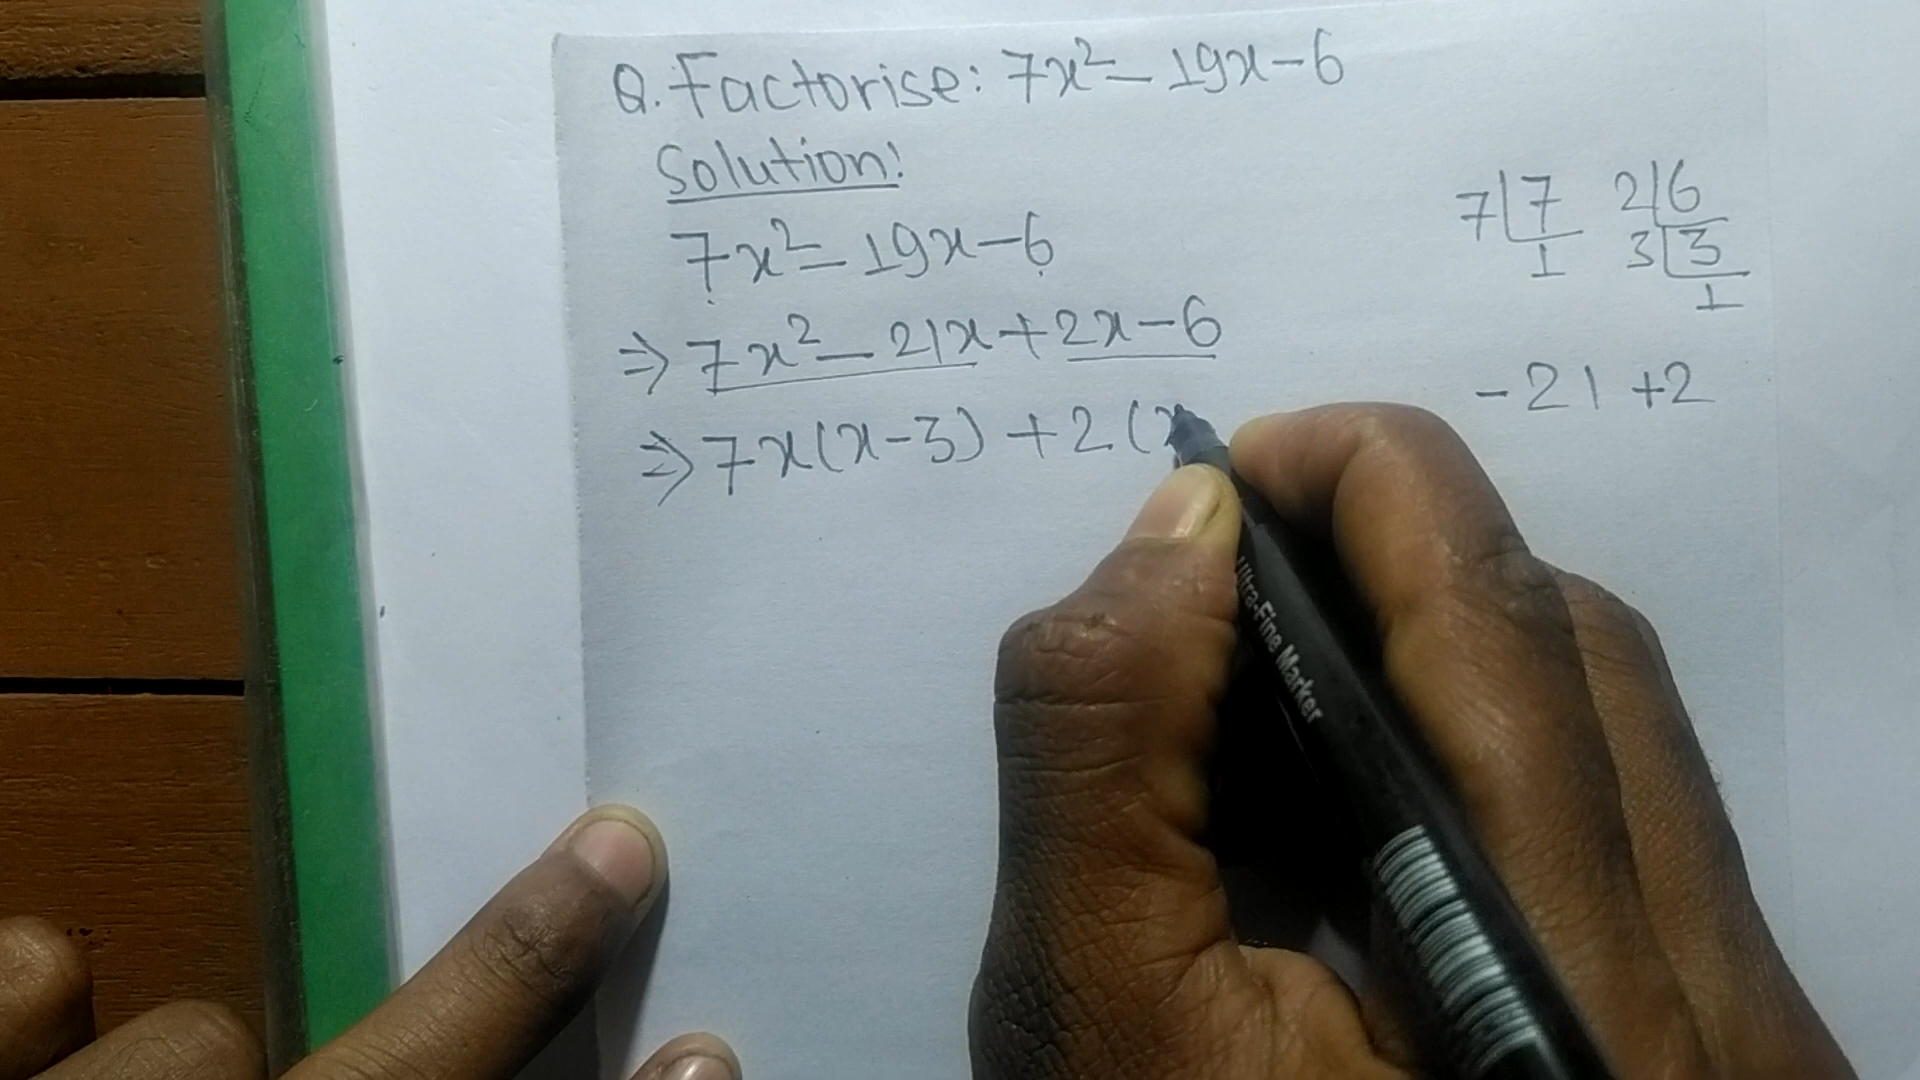 Q. Factorise: 7x² - 19x - 6
Solution:
7x² - 19x - 6
⇒ 7x² - 21x + 2x - 6
⇒ 7x(x-3) + 2(x
7|7 2|6
1 3|3
1
-21 +2
Ultra-Fine Marker